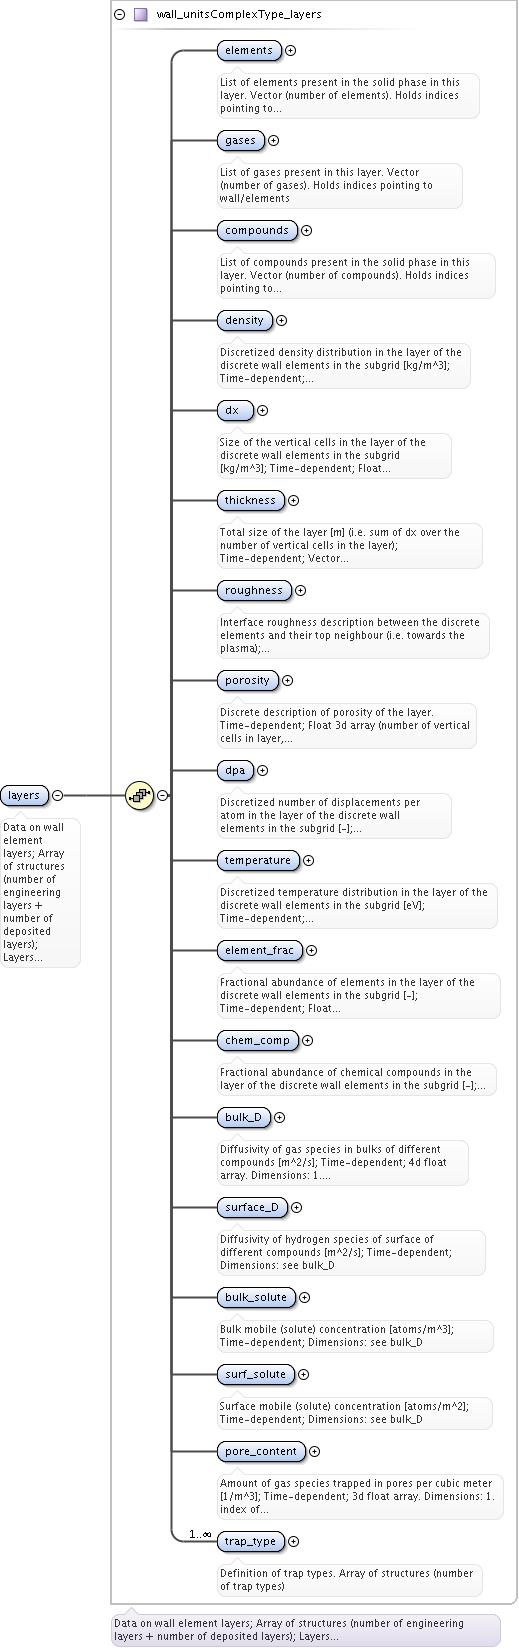 wall_unitsComplexType_layers
elements
List of elements present in the solid phase in this
layer. Vector (number of elements). Holds indices
pointing to...
gases
List of gases present in this layer. Vector
(number of gases). Holds indices pointing to
wall/elements
compounds
List of compounds present in the solid phase in this
layer. Vector (number of compounds). Holds indices
pointing to...
density
Discretized density distribution in the layer of the
discrete wall elements in the subgrid [kg/m^3];
Time-dependent;...
dx
Size of the vertical cells in the layer of the
discrete wall elements in the subgrid
[kg/m^3]; Time-dependent; Float...
thickness
Total size of the layer [m] (i.e. sum of dx over the
number of vertical cells in the layer);
Time-dependent; Vector...
roughness
Interface roughness description between the discrete
elements and their top neighbour (i.e. towards the
plasma);...
porosity
Discrete description of porosity of the layer.
Time-dependent; Float 3d array (number of vertical
cells in layer,...
layers
Data on wall
element
layers; Array
of structures
(number of
engineering
layers +
number of
deposited
layers);
Layers...
dpa
Discretized number of displacements per
atom in the layer of the discrete wall
elements in the subgrid [-];...
temperature
Discretized temperature distribution in the layer of the
discrete wall elements in the subgrid [eV];
Time-dependent;...
element_frac
Fractional abundance of elements in the layer of the
discrete wall elements in the subgrid [-];
Time-dependent; Float...
chem_comp
Fractional abundance of chemical compounds in the
layer of the discrete wall elements in the subgrid [-];...
bulk_D
Diffusivity of gas species in bulks of different
compounds [m^2/s]; Time-dependent; 4d float
array. Dimensions: 1....
surface_D
Diffusivity of hydrogen species of surface of
different compounds [m^2/s]; Time-dependent;
Dimensions: see bulk_D
bulk_solute
Bulk mobile (solute) concentration [atoms/m^3];
Time-dependent; Dimensions: see bulk_D
surf_solute
Surface mobile (solute) concentration [atoms/m^2];
Time-dependent; Dimensions: see bulk_D
pore_content
Amount of gas species trapped in pores per cubic meter
[1/m^3]; Time-dependent; 3d float array. Dimensions: 1.
index of...
1..∞
trap_type
Definition of trap types. Array of structures (number
of trap types)
Data on wall element layers; Array of structures (number of engineering
layers + number of deposited layers); Layers...